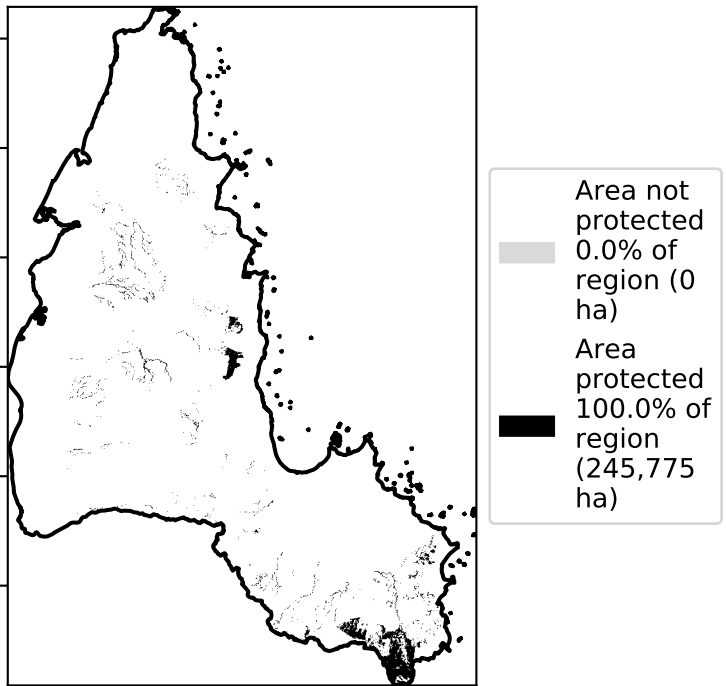 Area not
protected
0.0% of
region (0
ha)
Area
protected
100.0% of
region
(245,775
ha)